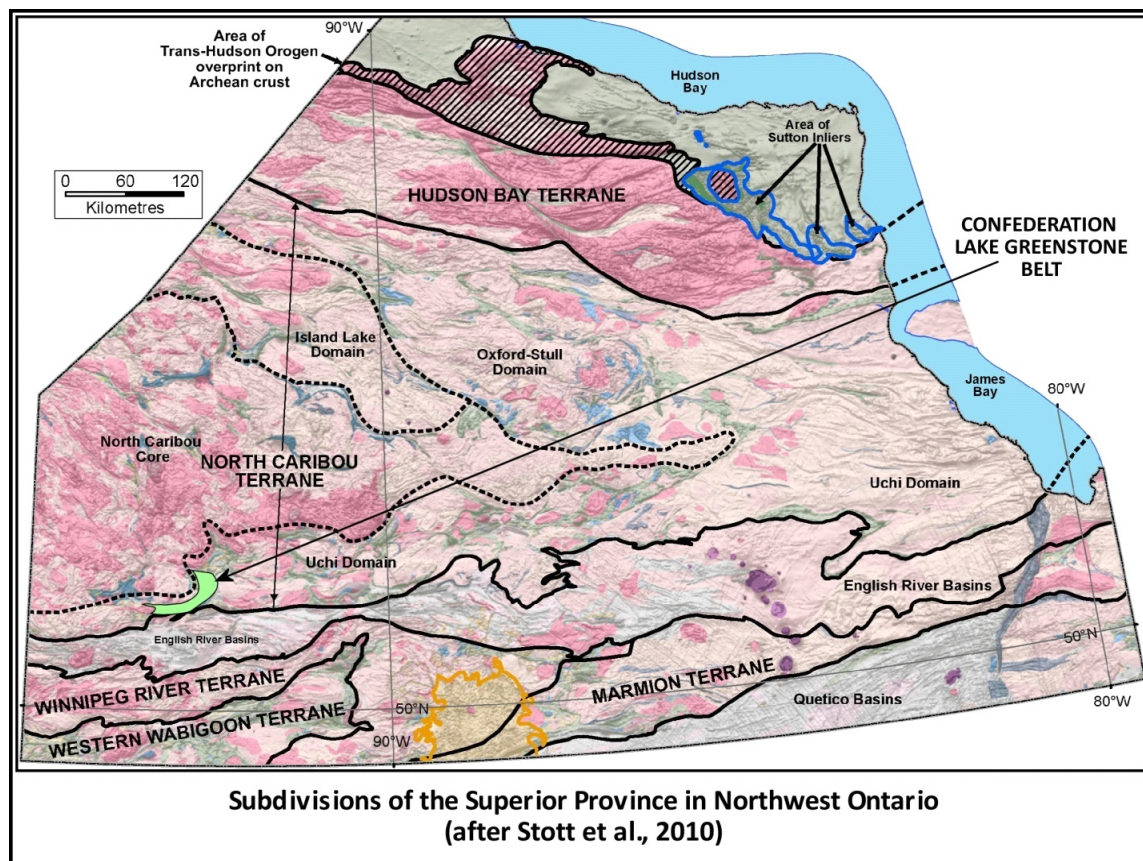 90°W
Area of
Trans-Hudson Orogen
overprint on
Archean crust
Hudson
Bay
Area of
Sutton Inliers
0 60 120
Kilometres
HUDSON BAY TERRANE
CONFEDERATION
LAKE GREENSTONE
BELT
Island Lake
Domain
Oxford-Stull
Domain
James
Bay
80°W
North Caribou
Core
NORTH CARIBOU
TERRANE
Uchi Domain
Uchi Domain
English River Basins
English River Basins
50°N
WINNIPEG RIVER TERRANE
MARMION TERRANE
Quetico Basins
80°W
50°N
WESTERN WABIGOON TERRANE
90°W
Subdivisions of the Superior Province in Northwest Ontario
(after Stott et al., 2010)